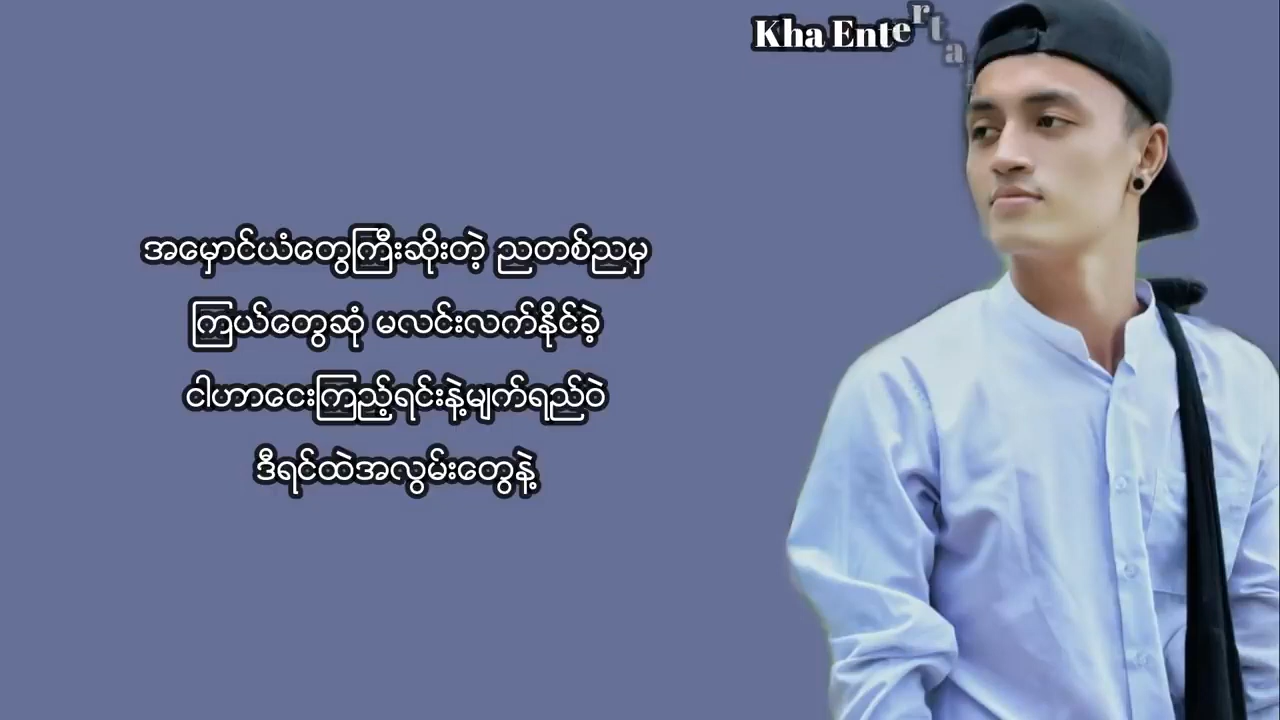 Kha Enterta
အမှောင်ယံတွေကြီးဆိုးတဲ့ ညတစ်ညမှ
ကြယ်တွေဆုံ မလင်းလက်နိုင်ခဲ့
ငါဟာငေးကြည့်ရင်းနဲ့မျက်ရည်ဝဲ
ဒီရင်ထဲအလွမ်းတွေနဲ့